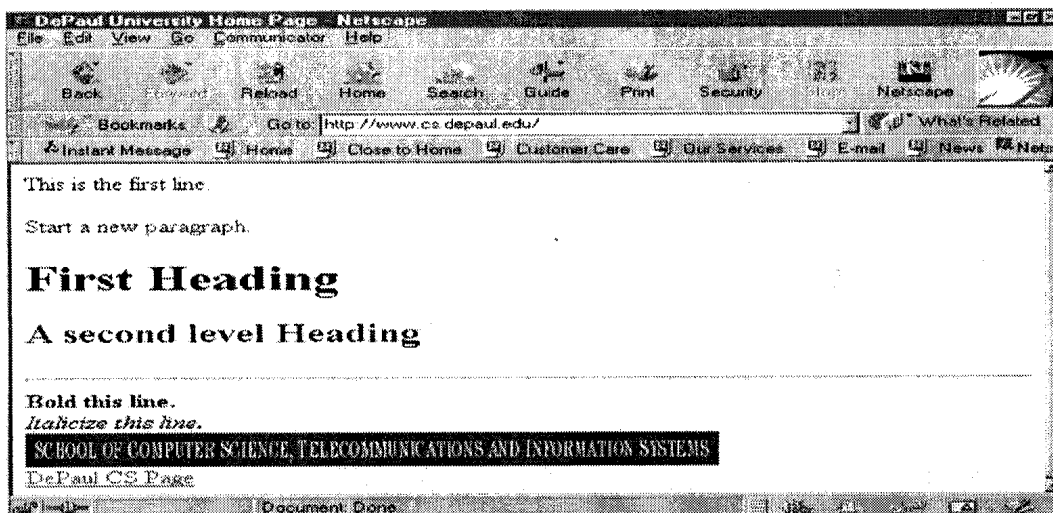 DePaul University Home Page - Netscape
File Edit View Go Communicator Help
Back Forward Reload Home Search Guide Print Security Stop Netscape
Bookmarks Go to: http://www.cs.depaul.edu/ What's Related
Instant Message Home Close to Home Customer Care Our Services E-mail News Nets
This is the first line.
Start a new paragraph.
First Heading
A second level Heading
Bold this line.
Italicize this line.
SCHOOL OF COMPUTER SCIENCE, TELECOMMUNICATIONS AND INFORMATION SYSTEMS
DePaul CS Page
Document: Done